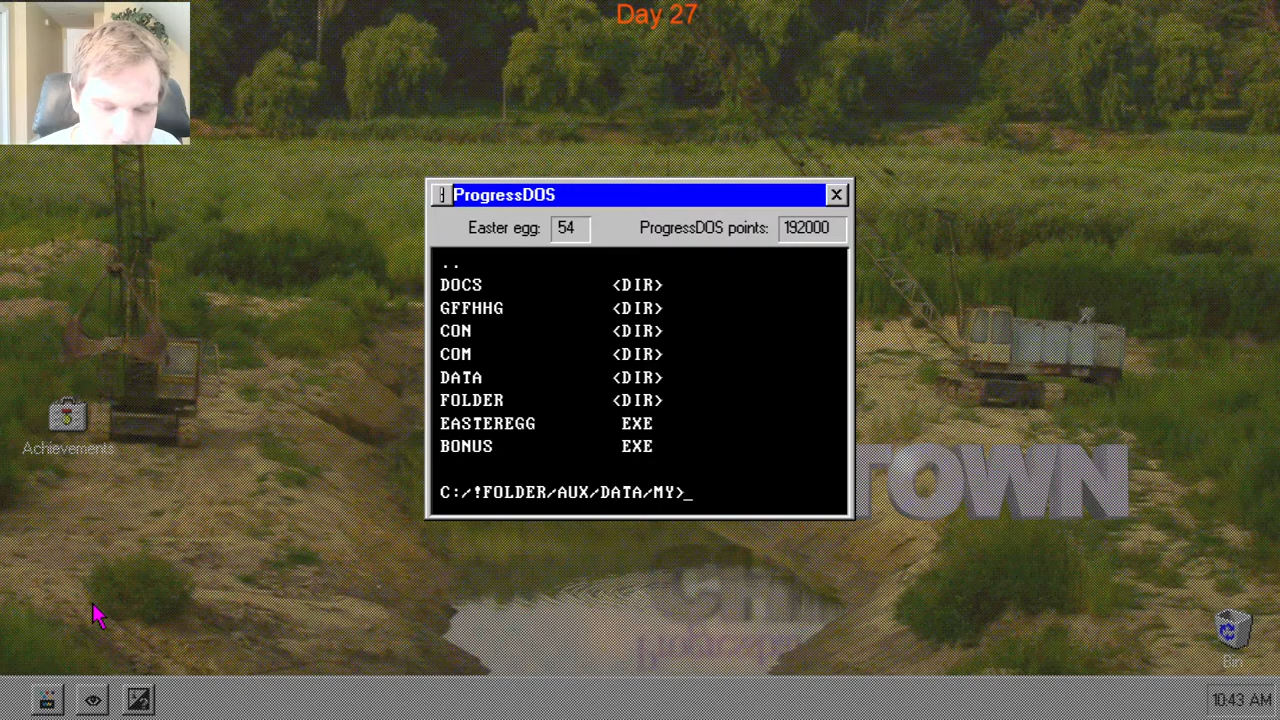 Day 27
ProgressDOS
Easter egg: 54 ProgressDOS points: 192000
..
DOCS <DIR>
GFFHHG <DIR>
CON <DIR>
COM <DIR>
DATA <DIR>
FOLDER <DIR>
EASTEREGG EXE
BONUS EXE
C:/!FOLDER/AUX/DATA/MY>_
Achievements
TOWN
Bin
10:43 AM